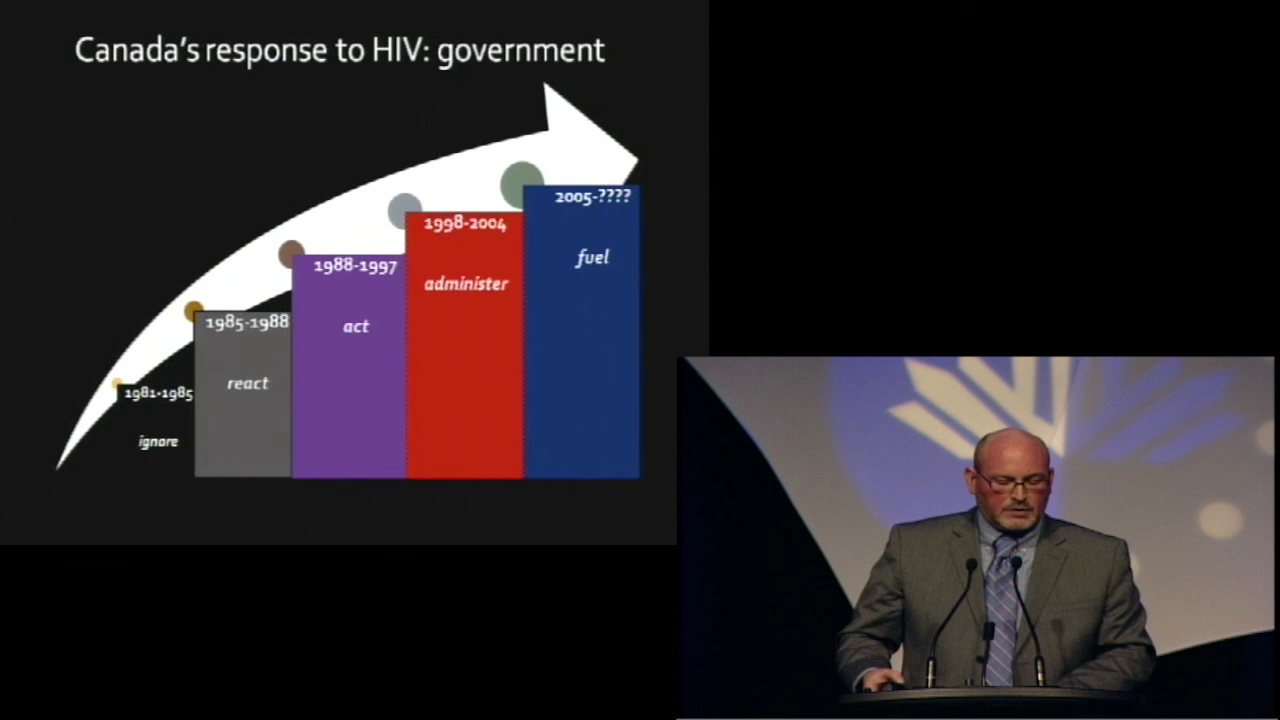 Canada's response to HIV: government
2005-????
fuel
1998-2004
administer
1988-1997
act
1985-1988
react
1981-1985
ignore